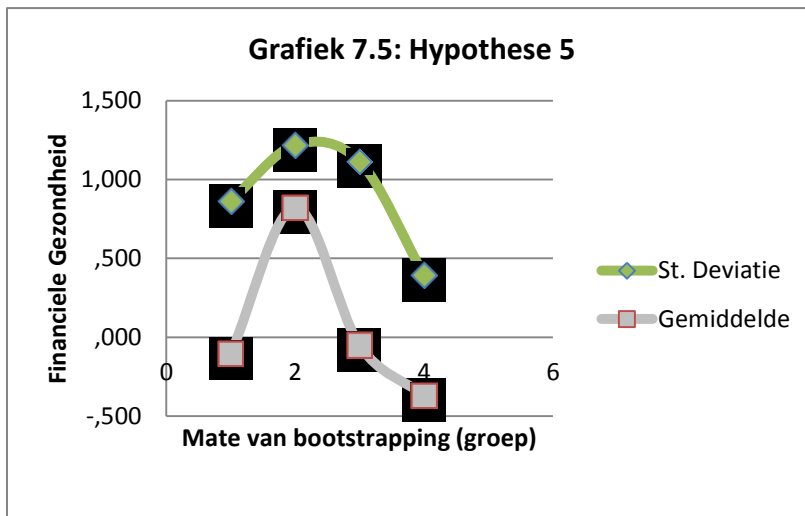 Grafiek 7.5: Hypothese 5
Financiele Gezondheid
1,500
1,000
,500
,000
-,500
0 2 4 6
Mate van bootstrapping (groep)
St. Deviatie
Gemiddelde